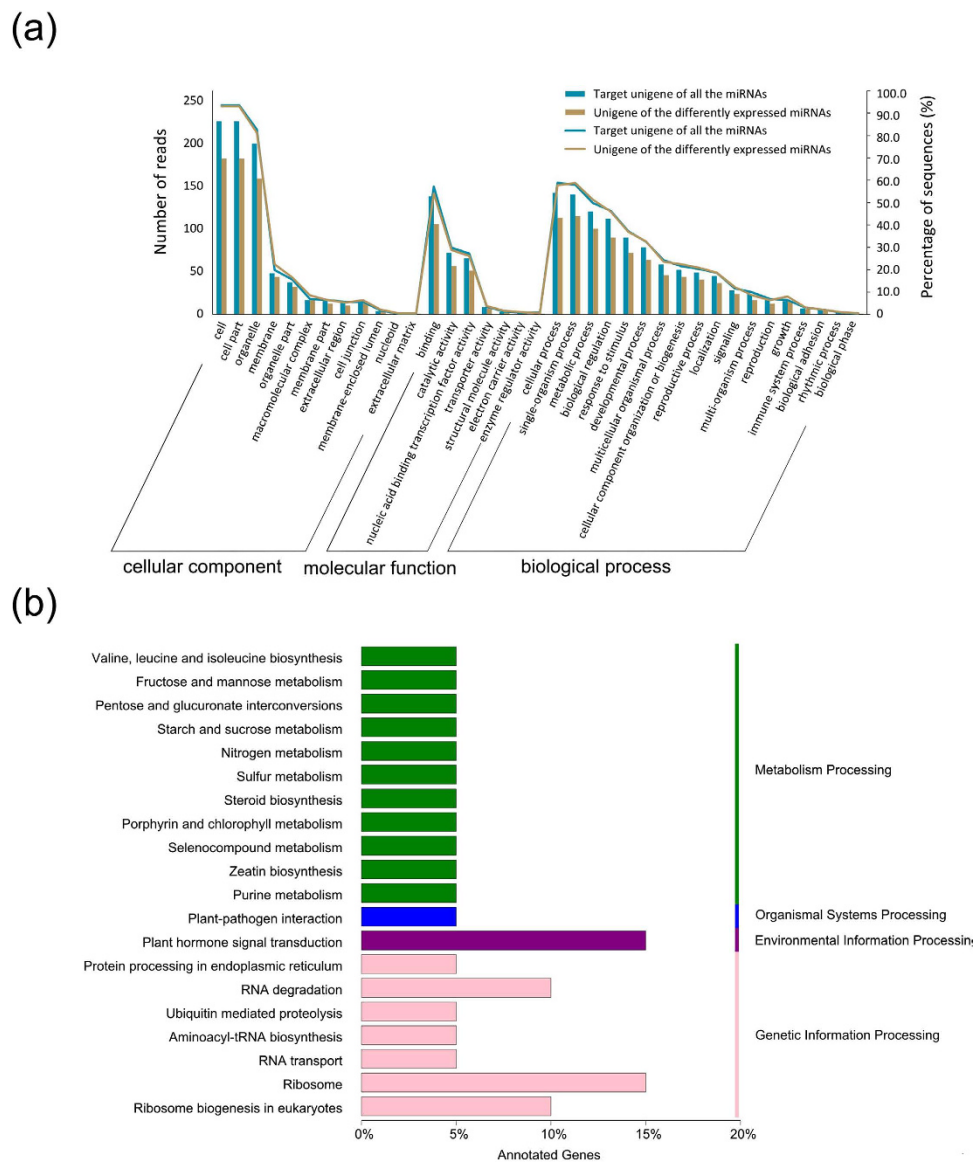 (a)
Number of reads
250
200
150
100
50
0
Target unigene of all the miRNAs
Unigene of the differently expressed miRNAs
Target unigene of all the miRNAs
Unigene of the differently expressed miRNAs
100.0
90.0
80.0
70.0
60.0
50.0
40.0
30.0
20.0
10.0
0.0
Percentage of sequences (%)
cell
cell part
organelle
membrane
organelle part
macromolecular complex
membrane part
extracellular region
cell junction
membrane-enclosed lumen
nucleoid
extracellular matrix
binding
catalytic activity
nucleic acid binding transcription factor activity
transporter activity
structural molecule activity
electron carrier activity
enzyme regulator activity
cellular process
single-organism process
metabolic process
biological regulation
response to stimulus
developmental process
multicellular organismal process
cellular component organization or biogenesis
reproductive process
localization
signaling
multi-organism process
reproduction
growth
immune system process
biological adhesion
rhythmic process
biological phase
cellular component
molecular function
biological process
(b)
Valine, leucine and isoleucine biosynthesis
Fructose and mannose metabolism
Pentose and glucuronate interconversions
Starch and sucrose metabolism
Nitrogen metabolism
Sulfur metabolism
Steroid biosynthesis
Porphyrin and chlorophyll metabolism
Selenocompound metabolism
Zeatin biosynthesis
Purine metabolism
Plant-pathogen interaction
Plant hormone signal transduction
Protein processing in endoplasmic reticulum
RNA degradation
Ubiquitin mediated proteolysis
Aminoacyl-tRNA biosynthesis
RNA transport
Ribosome
Ribosome biogenesis in eukaryotes
Metabolism Processing
Organismal Systems Processing
Environmental Information Processing
Genetic Information Processing
0%
5%
10%
15%
20%
Annotated Genes